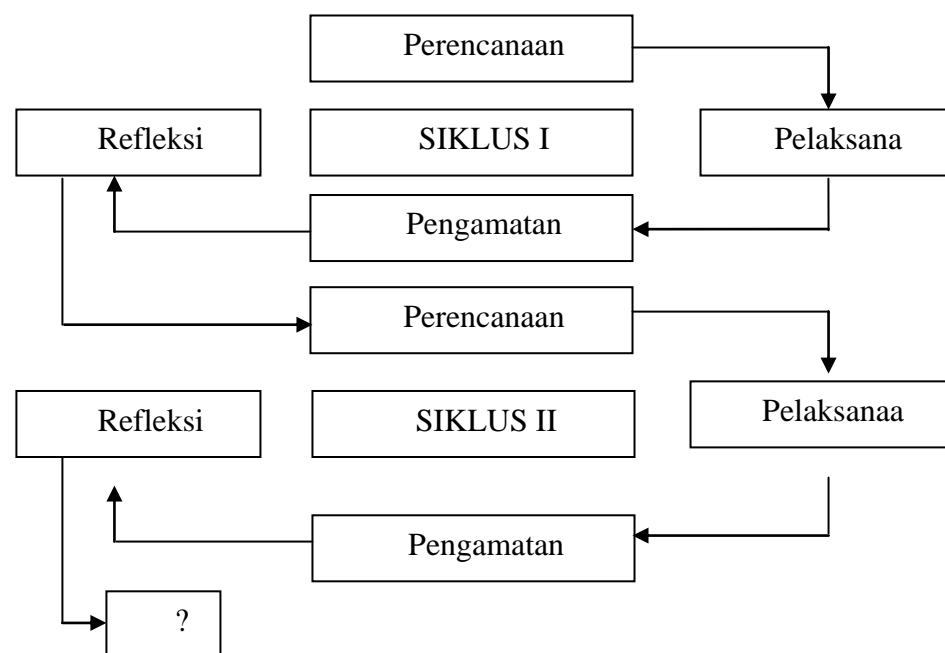 Perencanaan
Refleksi
SIKLUS I
Pelaksana
Pengamatan
Perencanaan
Refleksi
SIKLUS II
Pelaksanaa
Pengamatan
?